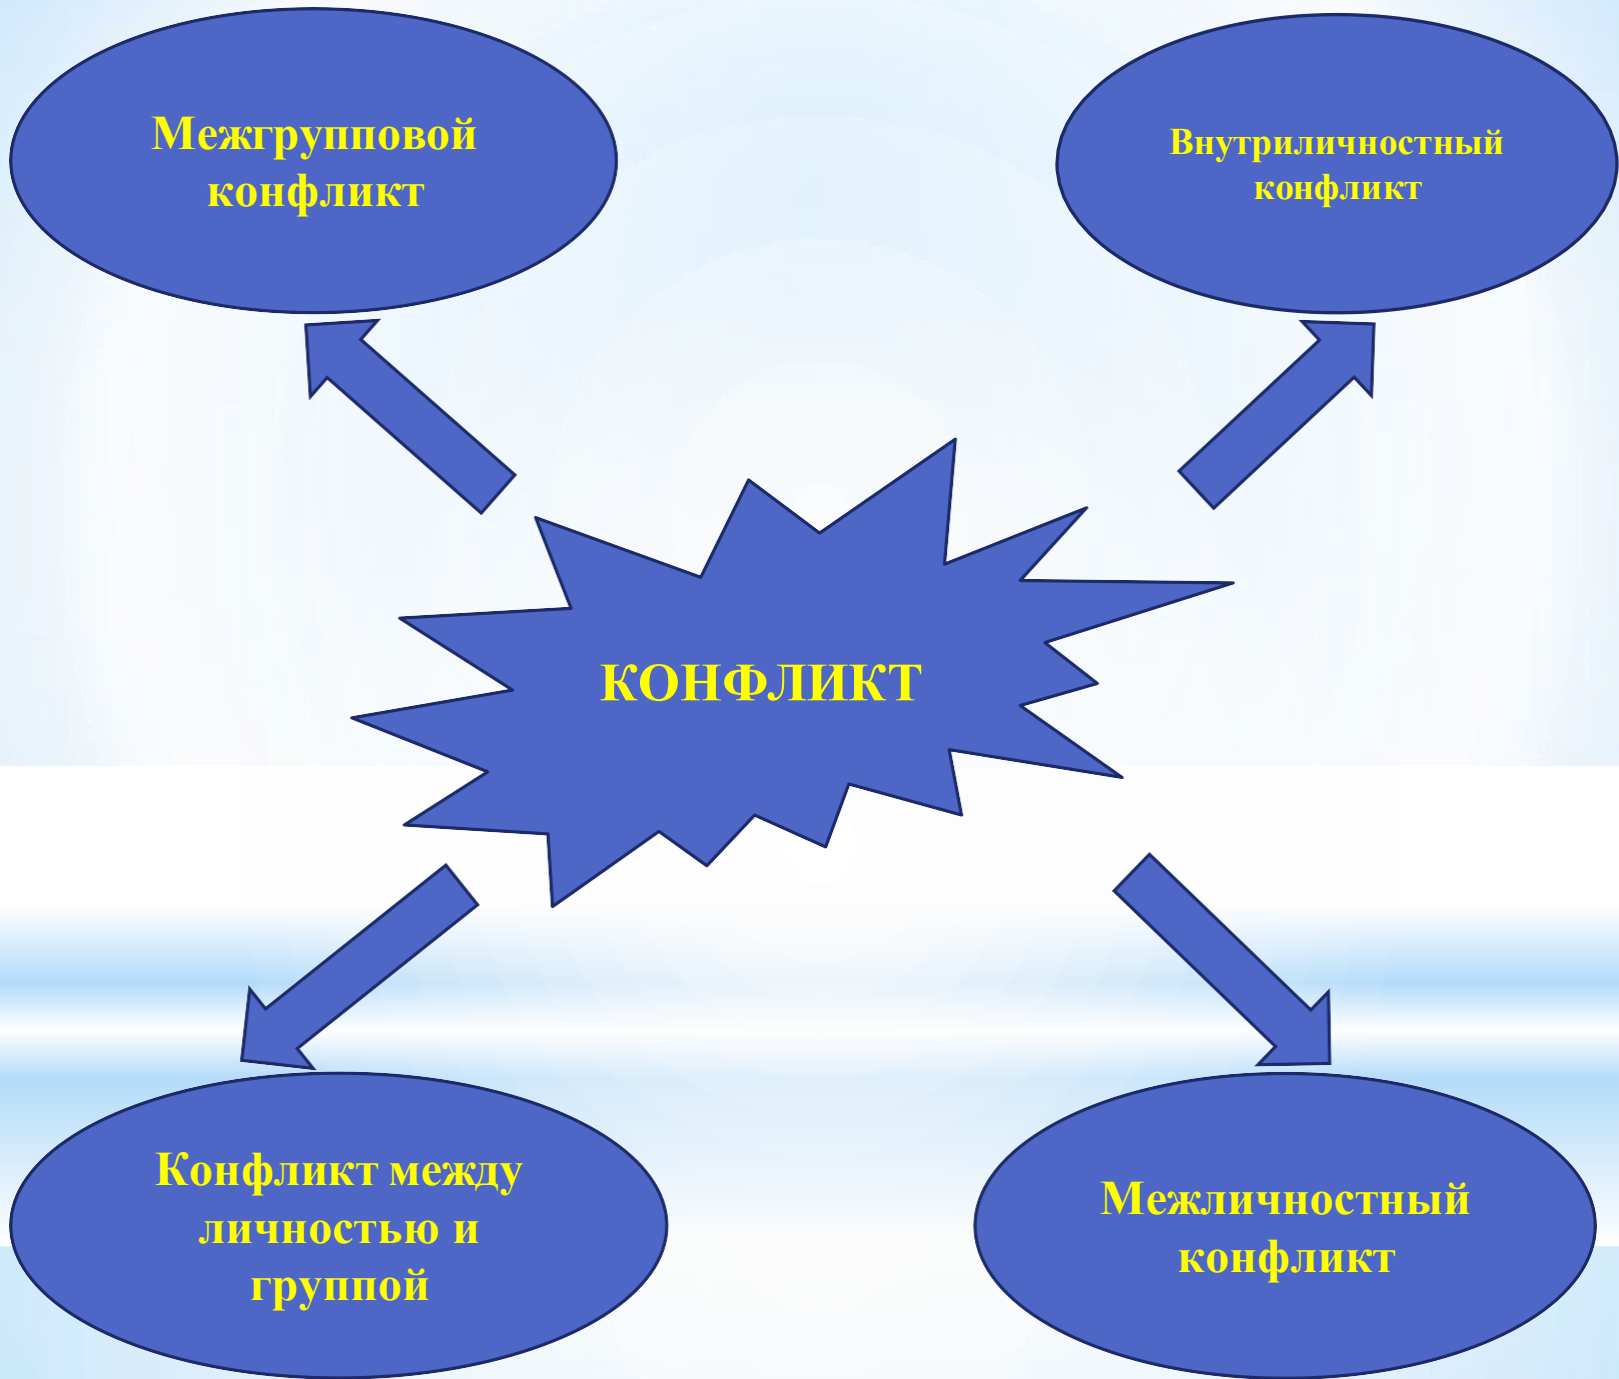 Межгрупповой
конфликт
Внутриличностный
конфликт
КОНФЛИКТ
Конфликт между
личностью и
группой
Межличностный
конфликт